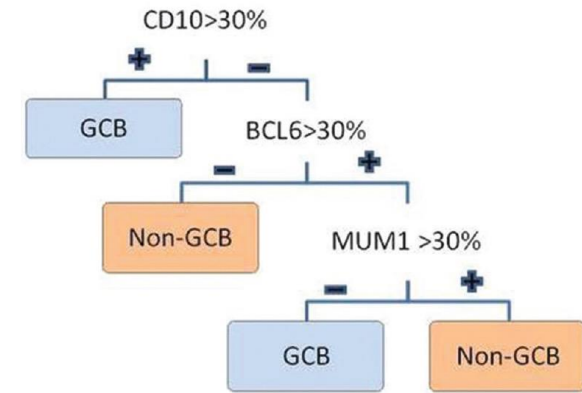 CD10>30%
+ −
GCB
BCL6>30%
− +
Non-GCB
MUM1 >30%
− +
GCB Non-GCB